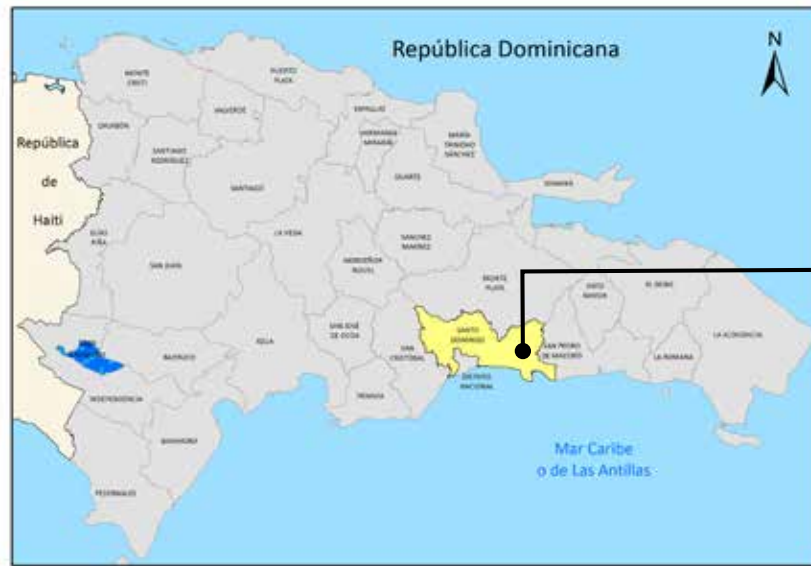 República Dominicana
N
MONTE
CRISTI
PUERTO
PLATA
DAJABÓN
VALVERDE
ESPAILLAT
HERMANAS
MIRABAL
MARÍA
TRINIDAD
SÁNCHEZ
República
de
Haití
SANTIAGO
RODRÍGUEZ
SANTIAGO
DUARTE
SAMANÁ
ELÍAS
PIÑA
SAN JUAN
LA VEGA
SÁNCHEZ
RAMÍREZ
MONSEÑOR
NOUEL
MONTE
PLATA
HATO
MAYOR
EL SEIBO
LA ALTAGRACIA
SANTO
DOMINGO
SAN JOSÉ
DE OCOA
SAN
CRISTÓBAL
SAN PEDRO
DE MACORÍS
LA ROMANA
BAHORUCO
AZUA
DISTRITO
NACIONAL
PERAVIA
INDEPENDENCIA
BARAHONA
PEDERNALES
Mar Caribe
o de Las Antillas